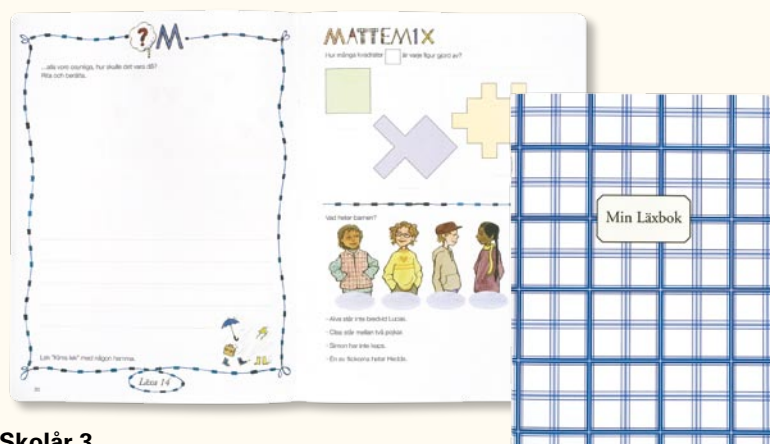 ? M
...alla vore osynliga, hur skulle det vara då?
Rita och berätta.
Lek "Kims lek" med någon hemma.
Läxa 14
MATTEMIX
Hur många kvadrater är varje figur gjord av?
Vad heter barnen?
- Alva står inte bredvid Lucas.
- Clas står mellan två pojkar.
- Simon har inte keps.
- En av flickorna heter Hedda.
Min Läxbok
Skolår 3